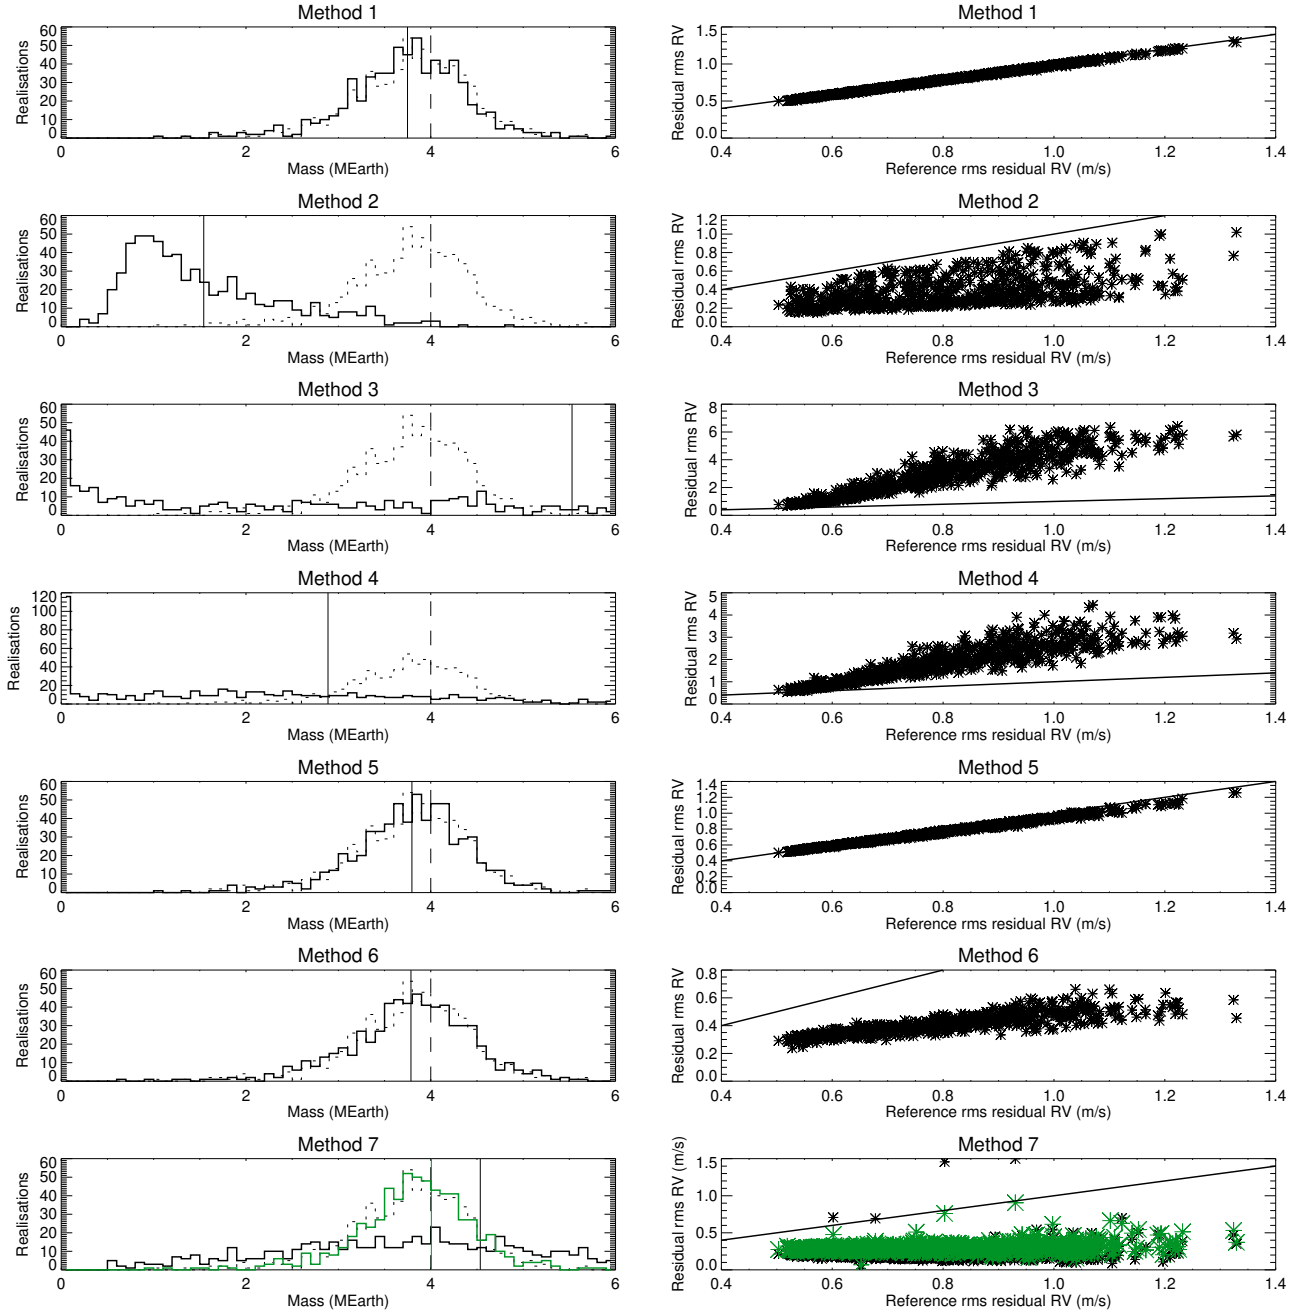 Method 1
Realisations
60
50
40
30
20
10
0
0 2 4 6
Mass (MEarth)
Method 1
Residual rms RV
1.5
1.0
0.5
0.0
0.4 0.6 0.8 1.0 1.2 1.4
Reference rms residual RV (m/s)
Method 2
Realisations
60
50
40
30
20
10
0
0 2 4 6
Mass (MEarth)
Method 2
Residual rms RV
1.2
1.0
0.8
0.6
0.4
0.2
0.0
0.4 0.6 0.8 1.0 1.2 1.4
Reference rms residual RV (m/s)
Method 3
Realisations
60
50
40
30
20
10
0
0 2 4 6
Mass (MEarth)
Method 3
Residual rms RV
8
6
4
2
0
0.4 0.6 0.8 1.0 1.2 1.4
Reference rms residual RV (m/s)
Method 4
Realisations
120
100
80
60
40
20
0
0 2 4 6
Mass (MEarth)
Method 4
Residual rms RV
5
4
3
2
1
0
0.4 0.6 0.8 1.0 1.2 1.4
Reference rms residual RV (m/s)
Method 5
Realisations
60
50
40
30
20
10
0
0 2 4 6
Mass (MEarth)
Method 5
Residual rms RV
1.4
1.2
1.0
0.8
0.6
0.4
0.2
0.0
0.4 0.6 0.8 1.0 1.2 1.4
Reference rms residual RV (m/s)
Method 6
Realisations
60
50
40
30
20
10
0
0 2 4 6
Mass (MEarth)
Method 6
Residual rms RV
0.8
0.6
0.4
0.2
0.0
0.4 0.6 0.8 1.0 1.2 1.4
Reference rms residual RV (m/s)
Method 7
Realisations
60
50
40
30
20
10
0
0 2 4 6
Mass (MEarth)
Method 7
Residual rms RV (m/s)
1.5
1.0
0.5
0.0
0.4 0.6 0.8 1.0 1.2 1.4
Reference rms residual RV (m/s)